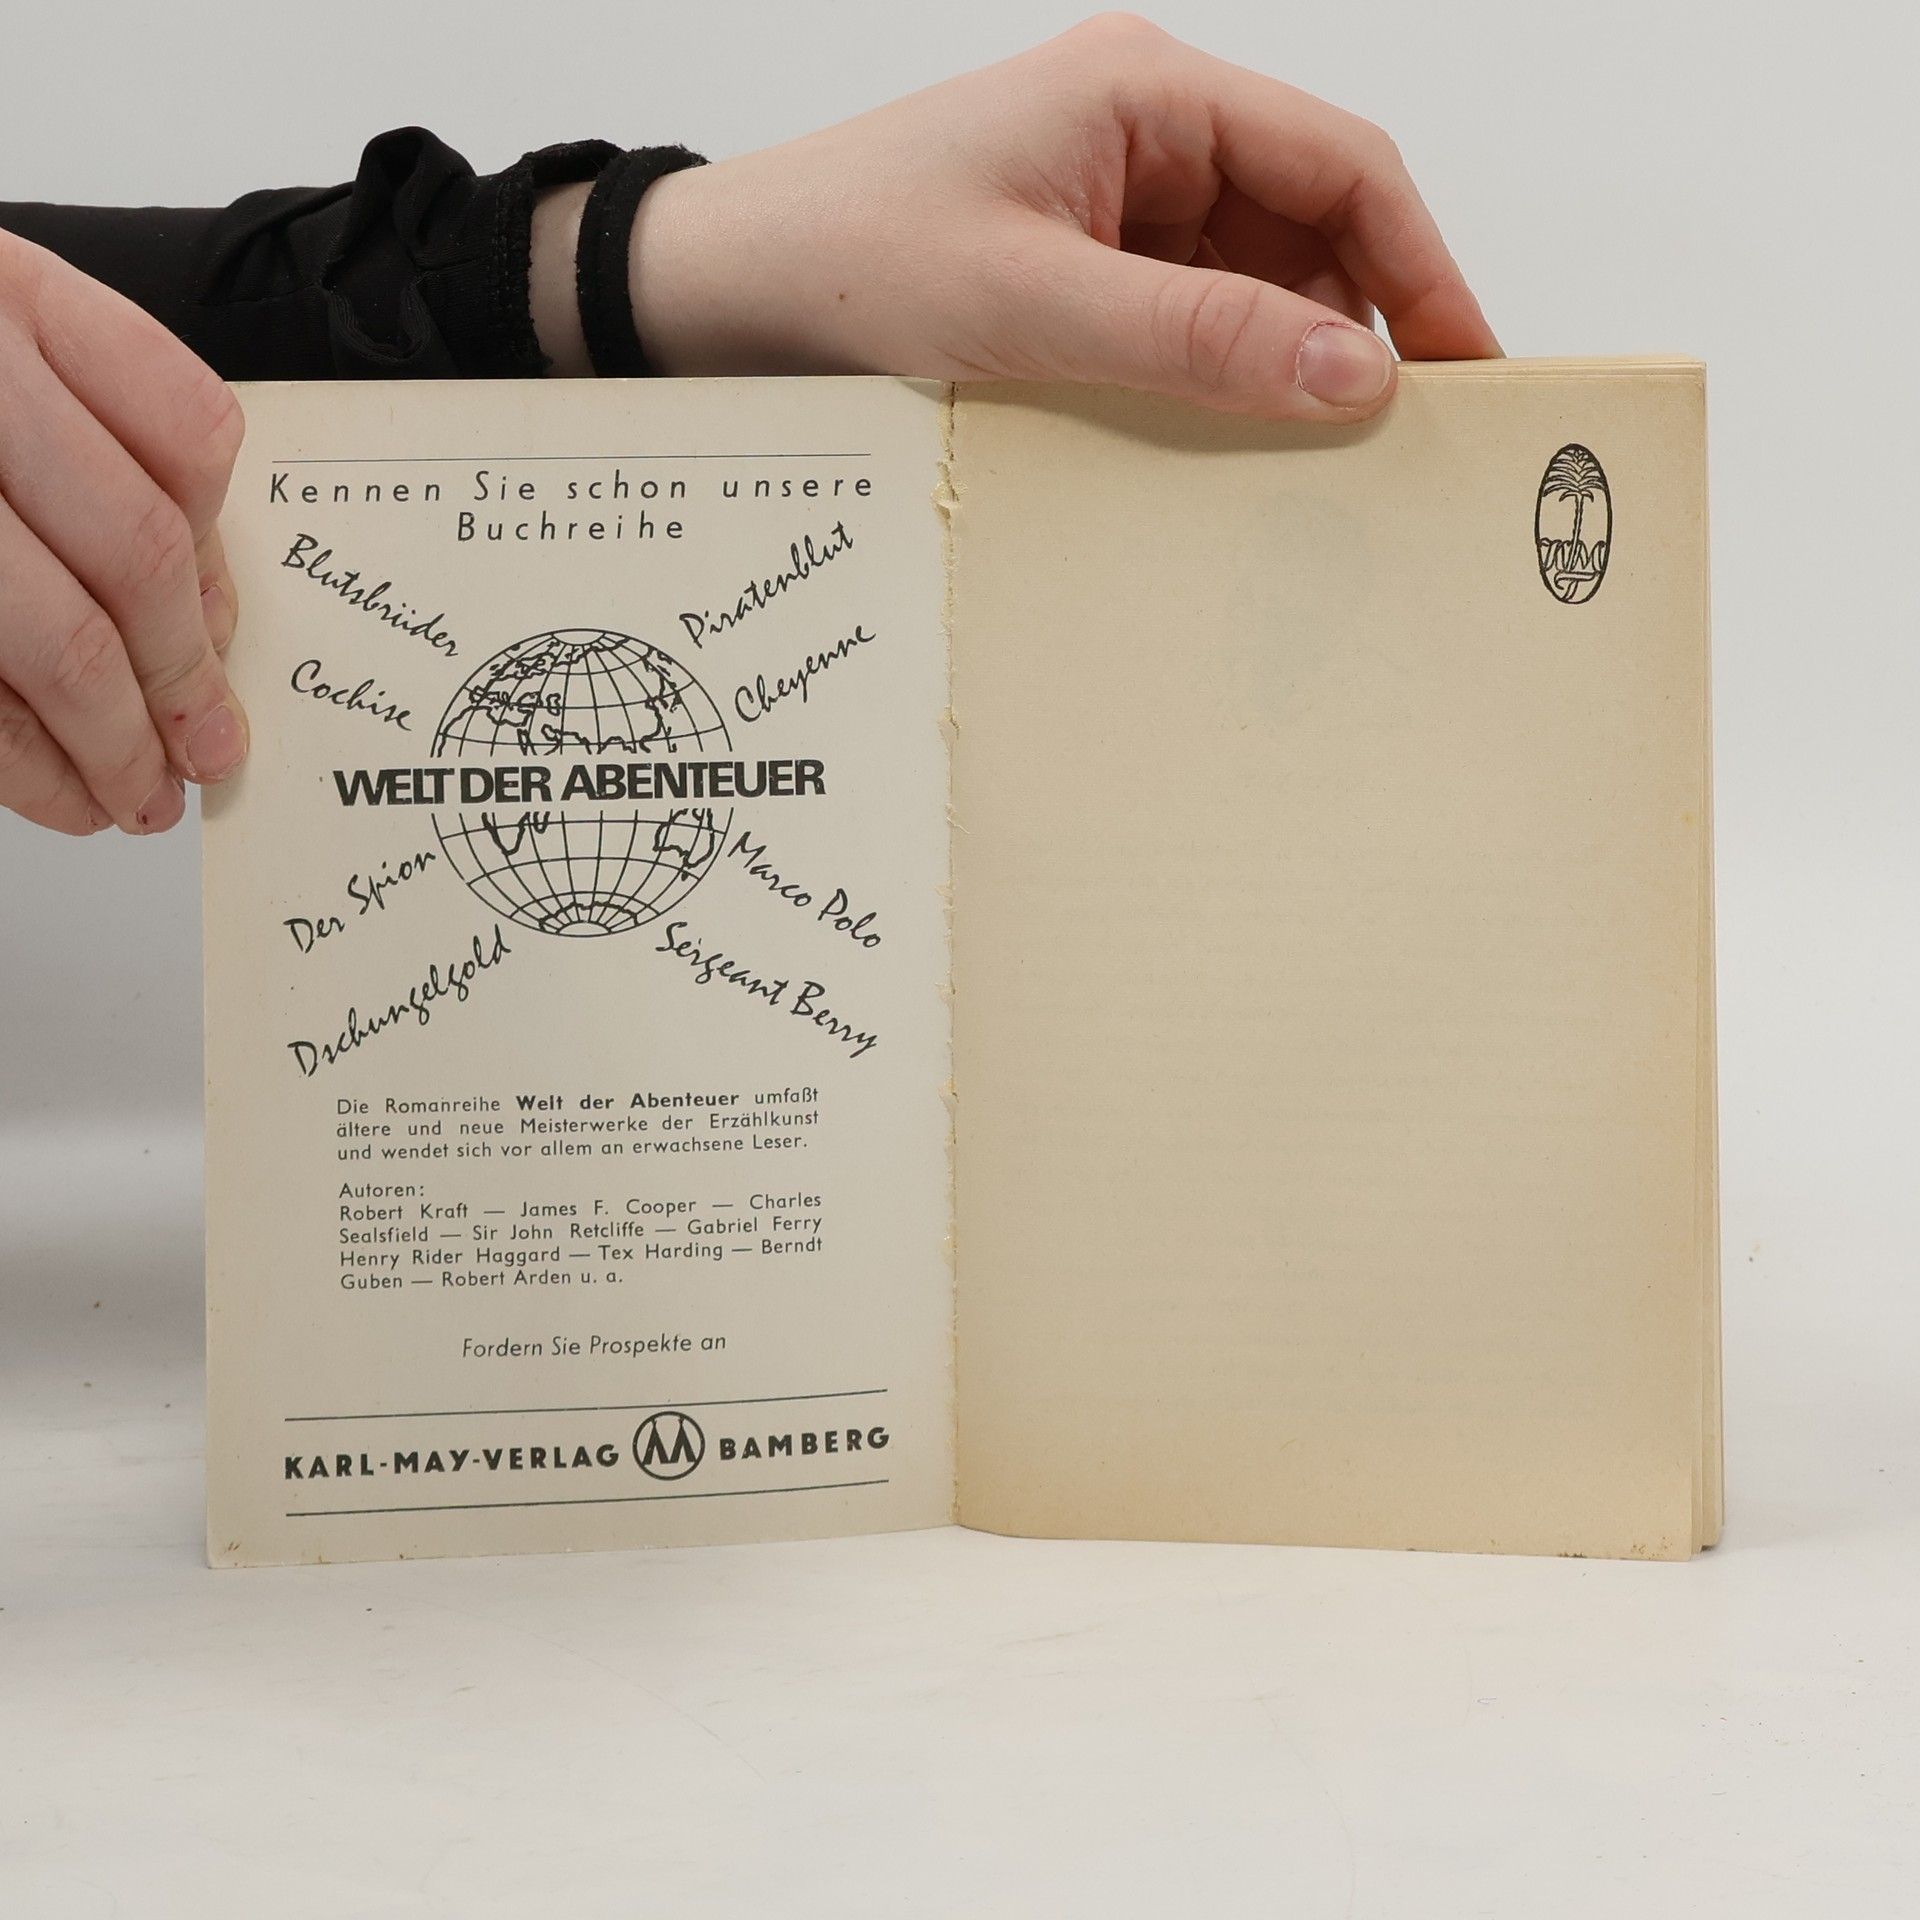 Kennen Sie schon unsere
Buchreihe
Blutsbrüder
Piratenblut
Cochise
Cheyenne
WELT DER ABENTEUER
Der Spion
Marco Polo
Dschungelgold
Sergeant Berry
Die Romanreihe Welt der Abenteuer umfaßt
ältere und neue Meisterwerke der Erzählkunst
und wendet sich vor allem an erwachsene Leser.
Autoren:
Robert Kraft — James F. Cooper — Charles
Sealsfield — Sir John Retcliffe — Gabriel Ferry
Henry Rider Haggard — Tex Harding — Berndt
Guben — Robert Arden u. a.
Fordern Sie Prospekte an
KARL-MAY-VERLAG BAMBERG